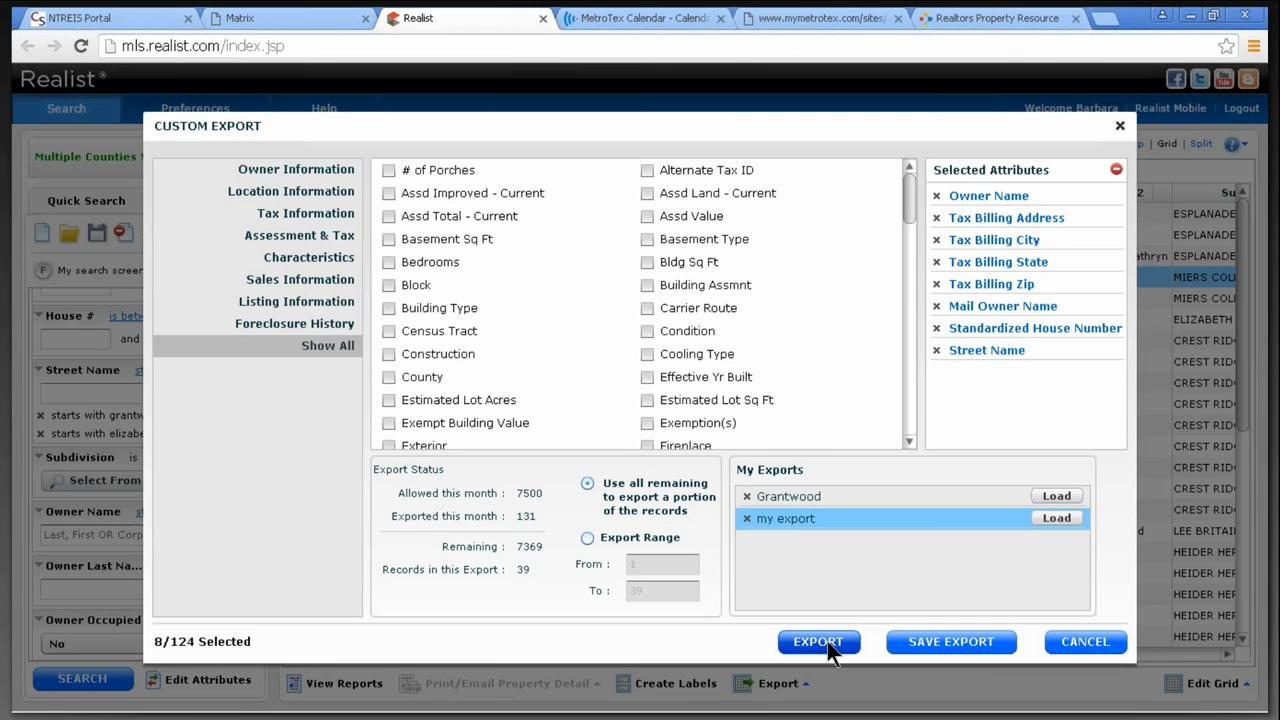 NTREIS Portal
Matrix
Realist
MetroTex Calendar - Calenda
www.mymetrotex.com/sites/
Realtors Property Resource
mls.realist.com/index.jsp
Realist®
Search
Preferences
Help
Welcome Barbara
Realist Mobile
Logout
CUSTOM EXPORT
Multiple Counties
Grid
Split
Quick Search
My search screen
House #
is betw
and
Street Name
starts with grantw
starts with elizabe
Subdivision is
Select From
Owner Name
Last, First OR Corp
Owner Last Na...
Owner Occupied
No
SEARCH
Edit Attributes
Owner Information
Location Information
Tax Information
Assessment & Tax
Characteristics
Sales Information
Listing Information
Foreclosure History
Show All
# of Porches
Alternate Tax ID
Assd Improved - Current
Assd Land - Current
Assd Total - Current
Assd Value
Basement Sq Ft
Basement Type
Bedrooms
Bldg Sq Ft
Block
Building Assmnt
Building Type
Carrier Route
Census Tract
Condition
Construction
Cooling Type
County
Effective Yr Built
Estimated Lot Acres
Estimated Lot Sq Ft
Exempt Building Value
Exemption(s)
Exterior
Fireplace
Selected Attributes
Owner Name
Tax Billing Address
Tax Billing City
Tax Billing State
Tax Billing Zip
Mail Owner Name
Standardized House Number
Street Name
Export Status
Allowed this month : 7500
Exported this month : 131
Remaining : 7369
Records in this Export : 39
Use all remaining
to export a portion
of the records
Export Range
From : 1
To : 39
My Exports
Grantwood
Load
my export
Load
8/124 Selected
EXPORT
SAVE EXPORT
CANCEL
2
Su
ESPLANADE
ESPLANADE
athryn ESPLANADE
MIERS COL
MIERS COL
ELIZABETH
CREST RID
CREST RID
CREST RID
CREST RID
CREST RID
CREST RID
CREST RID
CREST RID
CREST RID
d LEE BRITAI
HEIDER HER
HEIDER HER
HEIDER HER
HEIDER HER
HEIDER HER
View Reports
Print/Email Property Detail
Create Labels
Export
Edit Grid